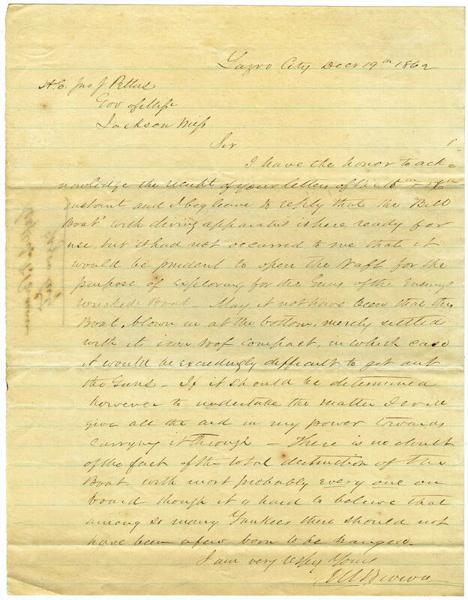 Yazoo City Decr 19th 1862
H. E. Jno J Pettus
Gov of Miss
Jackson Miss
Sir
I have the honor to ack-
nowledge the receipt of your letters of the
instant and I beg leave to reply that the Bell
Boat with diving apparatus is here ready for
use but it had not occurred to me that it
would be prudent to open the Raft for the
purpose of exploring for the Guns of the Enemys
wrecked Boat - May it not have been that the
Boat, blown in at the bottom, merely settled
with its iron roof compact, in which case
it would be exceedingly difficult to get out
the Guns - If it should be determined
however to undertake the matter I will
give all the aid in my power towards
carrying it through - There is no doubt
of the fact of the total destruction of the
Boat with most probably every one on
board though it is hard to believe that
among so many Yankees there should not
have been a few born to be hanged.
I am very respy Yours